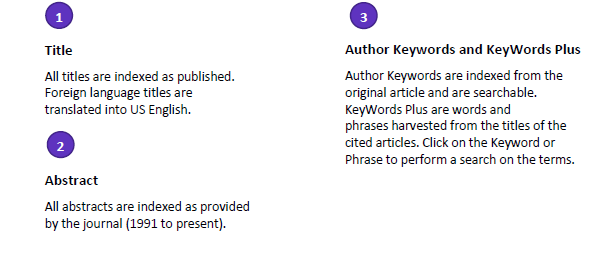 1
Title
All titles are indexed as published.
Foreign language titles are
translated into US English.
2
Abstract
All abstracts are indexed as provided
by the journal (1991 to present).
3
Author Keywords and KeyWords Plus
Author Keywords are indexed from the
original article and are searchable.
KeyWords Plus are words and
phrases harvested from the titles of the
cited articles. Click on the Keyword or
Phrase to perform a search on the terms.